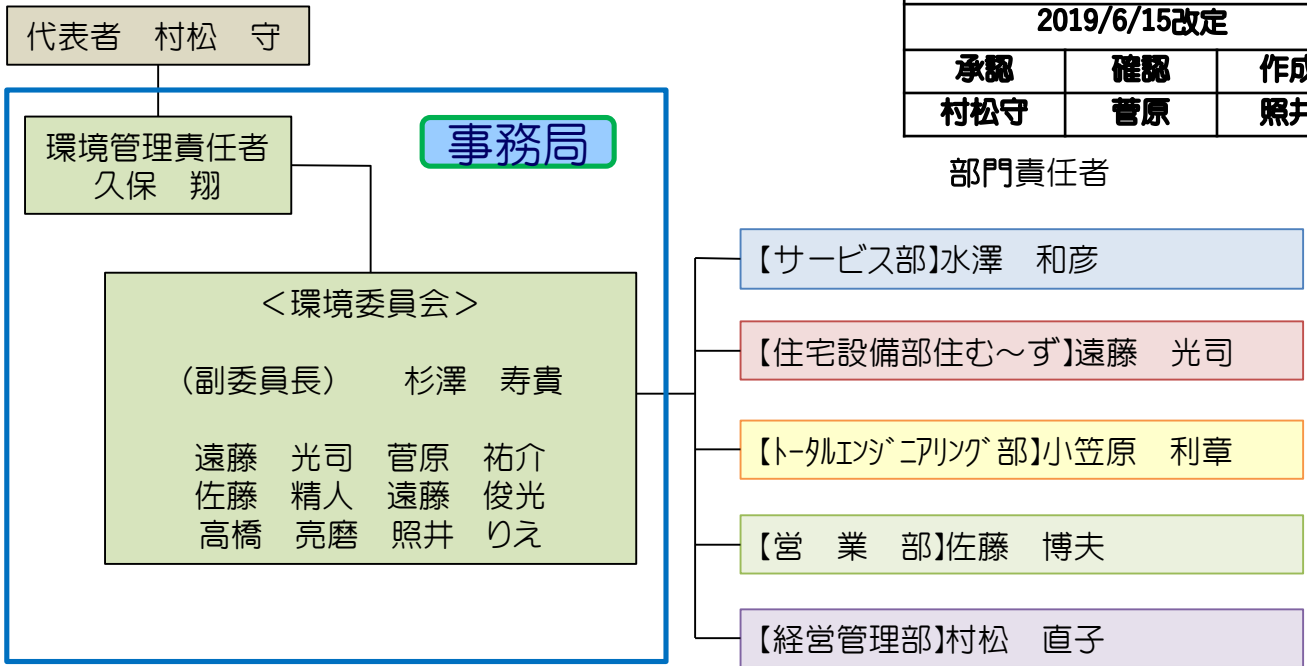 代表者　村松　守
2019/6/15改定
承認　確認　作成
村松守　菅原　照井
環境管理責任者
久保　翔
事務局
部門責任者
＜環境委員会＞
（副委員長）　杉澤　寿貴
遠藤　光司　菅原　祐介
佐藤　精人　遠藤　俊光
高橋　亮磨　照井　りえ
【サービス部】水澤　和彦
【住宅設備部住む～ず】遠藤　光司
【ﾄｰﾀﾙｴﾝｼﾞﾆｱﾘﾝｸﾞ部】小笠原　利章
【営　業　部】佐藤　博夫
【経営管理部】村松　直子